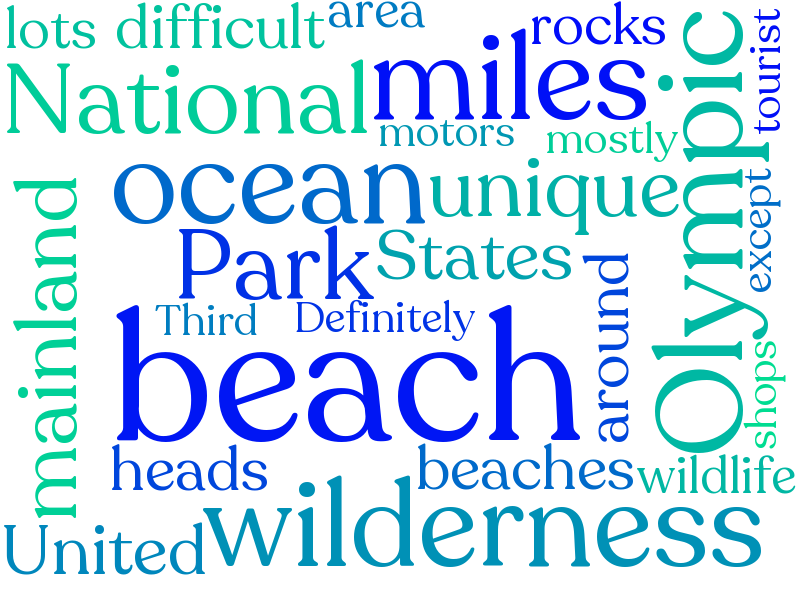 lots difficult area rocks
National miles
motors mostly
Olympic
tourist
ocean unique
except
mainland
Park States
Third Definitely
around
beach
shops
heads beaches wildlife
United wilderness